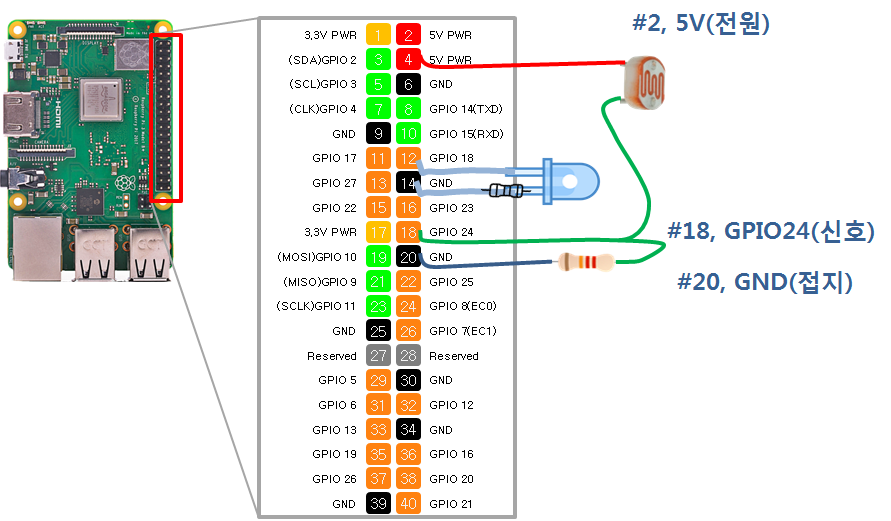 #2, 5V(전원)
3,3V PWR 1 2 5V PWR
(SDA)GPIO 2 3 4 5V PWR
(SCL)GPIO 3 5 6 GND
(CLK)GPIO 4 7 8 GPIO 14(TXD)
GND 9 10 GPIO 15(RXD)
GPIO 17 11 12 GPIO 18
GPIO 27 13 14 GND
GPIO 22 15 16 GPIO 23
3,3V PWR 17 18 GPIO 24
#18, GPIO24(신호)
(MOSI)GPIO 10 19 20 GND
(MISO)GPIO 9 21 22 GPIO 25
#20, GND(접지)
(SCLK)GPIO 11 23 24 GPIO 8(EC0)
GND 25 26 GPIO 7(EC1)
Reserved 27 28 Reserved
GPIO 5 29 30 GND
GPIO 6 31 32 GPIO 12
GPIO 13 33 34 GND
GPIO 19 35 36 GPIO 16
GPIO 26 37 38 GPIO 20
GND 39 40 GPIO 21
DISPLAY
HDMI
CAMERA